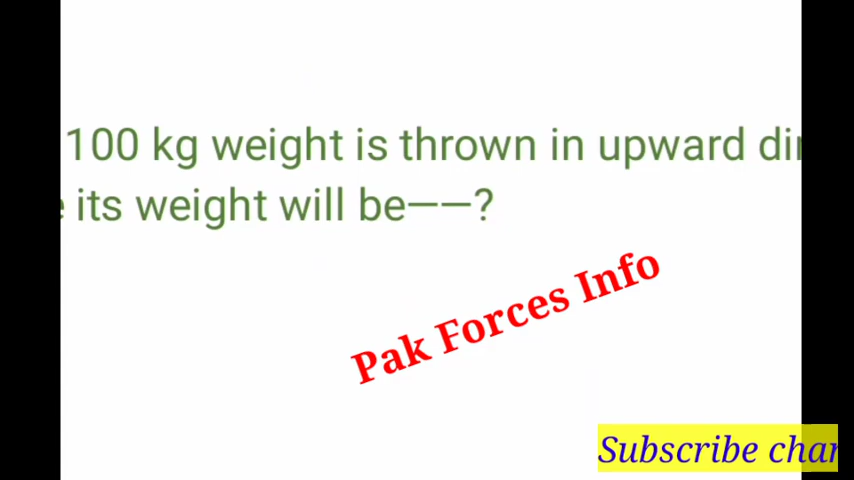 100 kg weight is thrown in upward
its weight will be——?
Pak Forces Info
Subscribe